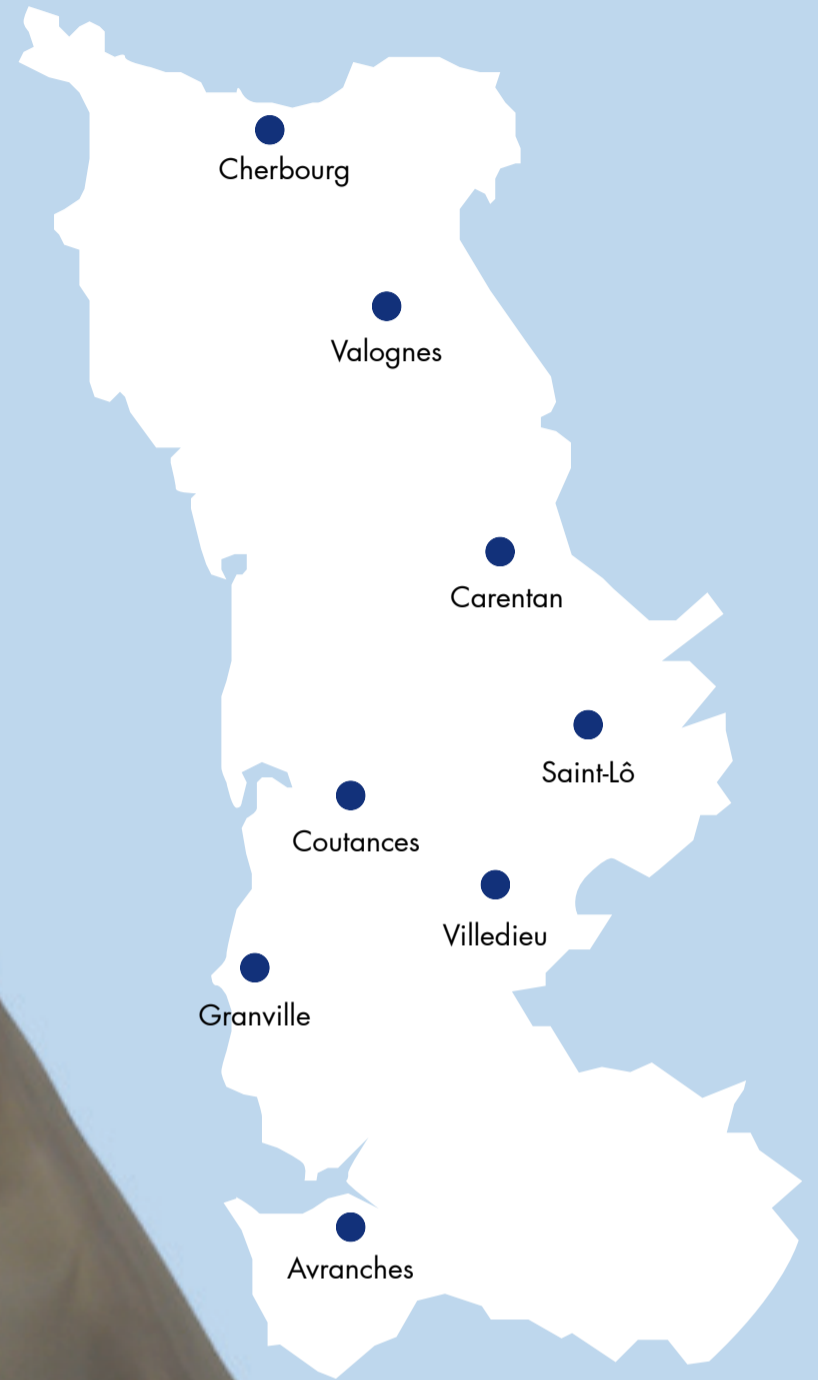 Cherbourg
Valognes
Carentan
Saint-Lô
Coutances
Villedieu
Granville
Avranches